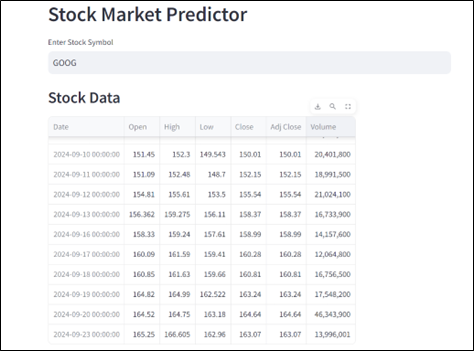 Stock Market Predictor
Enter Stock Symbol
GOOG
Stock Data
Date Open High Low Close Adj Close Volume
2024-09-10 00:00:00 151.45 152.3 149.543 150.01 150.01 20,401,800
2024-09-11 00:00:00 151.09 152.48 148.7 152.15 152.15 18,991,500
2024-09-12 00:00:00 154.81 155.61 153.5 155.54 155.54 21,024,100
2024-09-13 00:00:00 156.362 159.275 156.11 158.37 158.37 16,733,900
2024-09-16 00:00:00 158.33 159.24 157.61 158.99 158.99 14,157,600
2024-09-17 00:00:00 160.09 161.59 159.41 160.28 160.28 12,064,800
2024-09-18 00:00:00 160.85 161.63 159.66 160.81 160.81 16,756,500
2024-09-19 00:00:00 164.82 164.99 162.522 163.24 163.24 17,548,200
2024-09-20 00:00:00 164.52 164.75 163.18 164.64 164.64 46,343,900
2024-09-23 00:00:00 165.25 166.605 162.96 163.07 163.07 13,996,001